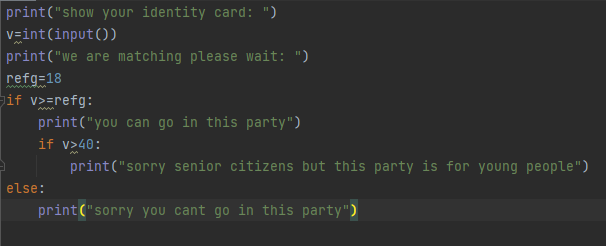 print("show your identity card: ")
v=int(input())
print("we are matching please wait: ")
refg=18
if v>=refg:
    print("you can go in this party")
    if v>40:
        print("sorry senior citizens but this party is for young people")
else:
    print("sorry you cant go in this party")